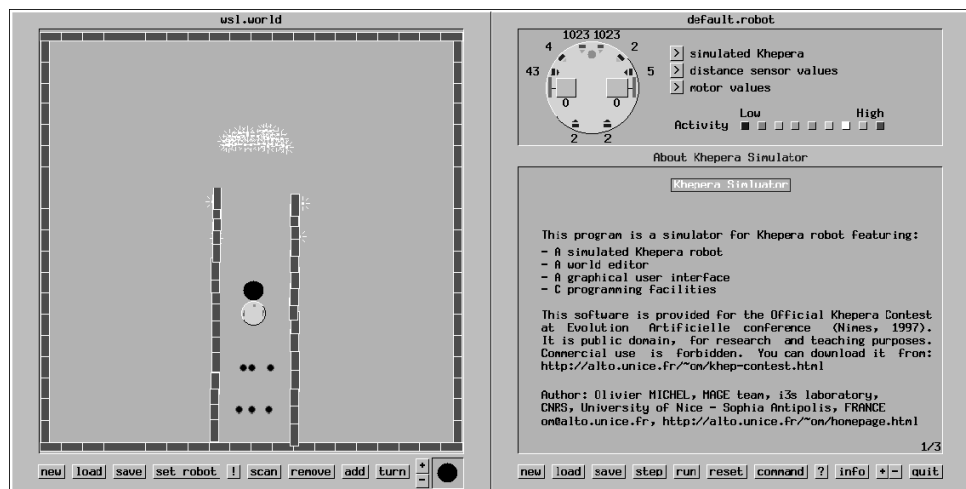 wsl.world
default.robot
1023 1023
4 2
43 5
0 0
2 2
> simulated Khepera
> distance sensor values
> motor values
Low High
Activity
About Khepera Simulator
Khepera Simluator
This program is a simulator for Khepera robot featuring:
- A simulated Khepera robot
- A world editor
- A graphical user interface
- C programming facilities
This software is provided for the Official Khepera Contest
at Evolution Artificielle conference (Nimes, 1997).
It is public domain, for research and teaching purposes.
Commercial use is forbidden. You can download it from:
http://alto.unice.fr/~om/khep-contest.html
Author: Olivier MICHEL, MAGE team, i3s laboratory,
CNRS, University of Nice - Sophia Antipolis, FRANCE
om@alto.unice.fr, http://alto.unice.fr/~om/homepage.html
1/3
new load save set robot ! scan remove add turn + -
new load save step run reset command ? info + - quit